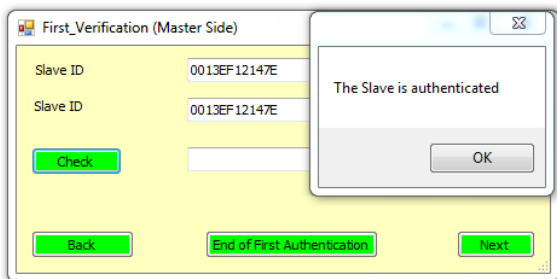 First_Verification (Master Side)
Slave ID
0013EF12147E
Slave ID
0013EF12147E
Check
The Slave is authenticated
OK
Back
End of First Authentication
Next